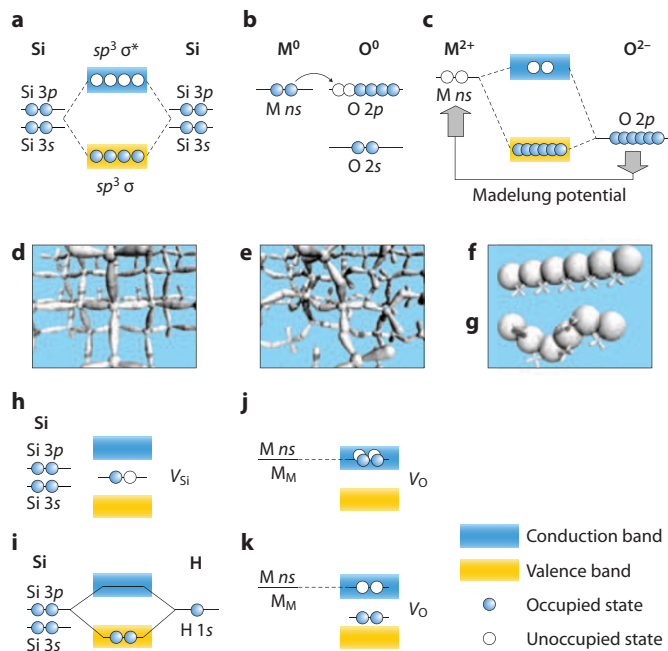 a
Si
sp³ σ*
Si
Si 3p
Si 3p
Si 3s
Si 3s
sp³ σ
b
M⁰
O⁰
M ns
O 2p
O 2s
c
M²⁺
O²⁻
M ns
O 2p
Madelung potential
d
e
f
g
h
Si
Si 3p
Si 3s
V_Si
j
M ns
M_M
V_O
i
Si
H
Si 3p
Si 3s
H 1s
k
M ns
M_M
V_O
Conduction band
Valence band
Occupied state
Unoccupied state